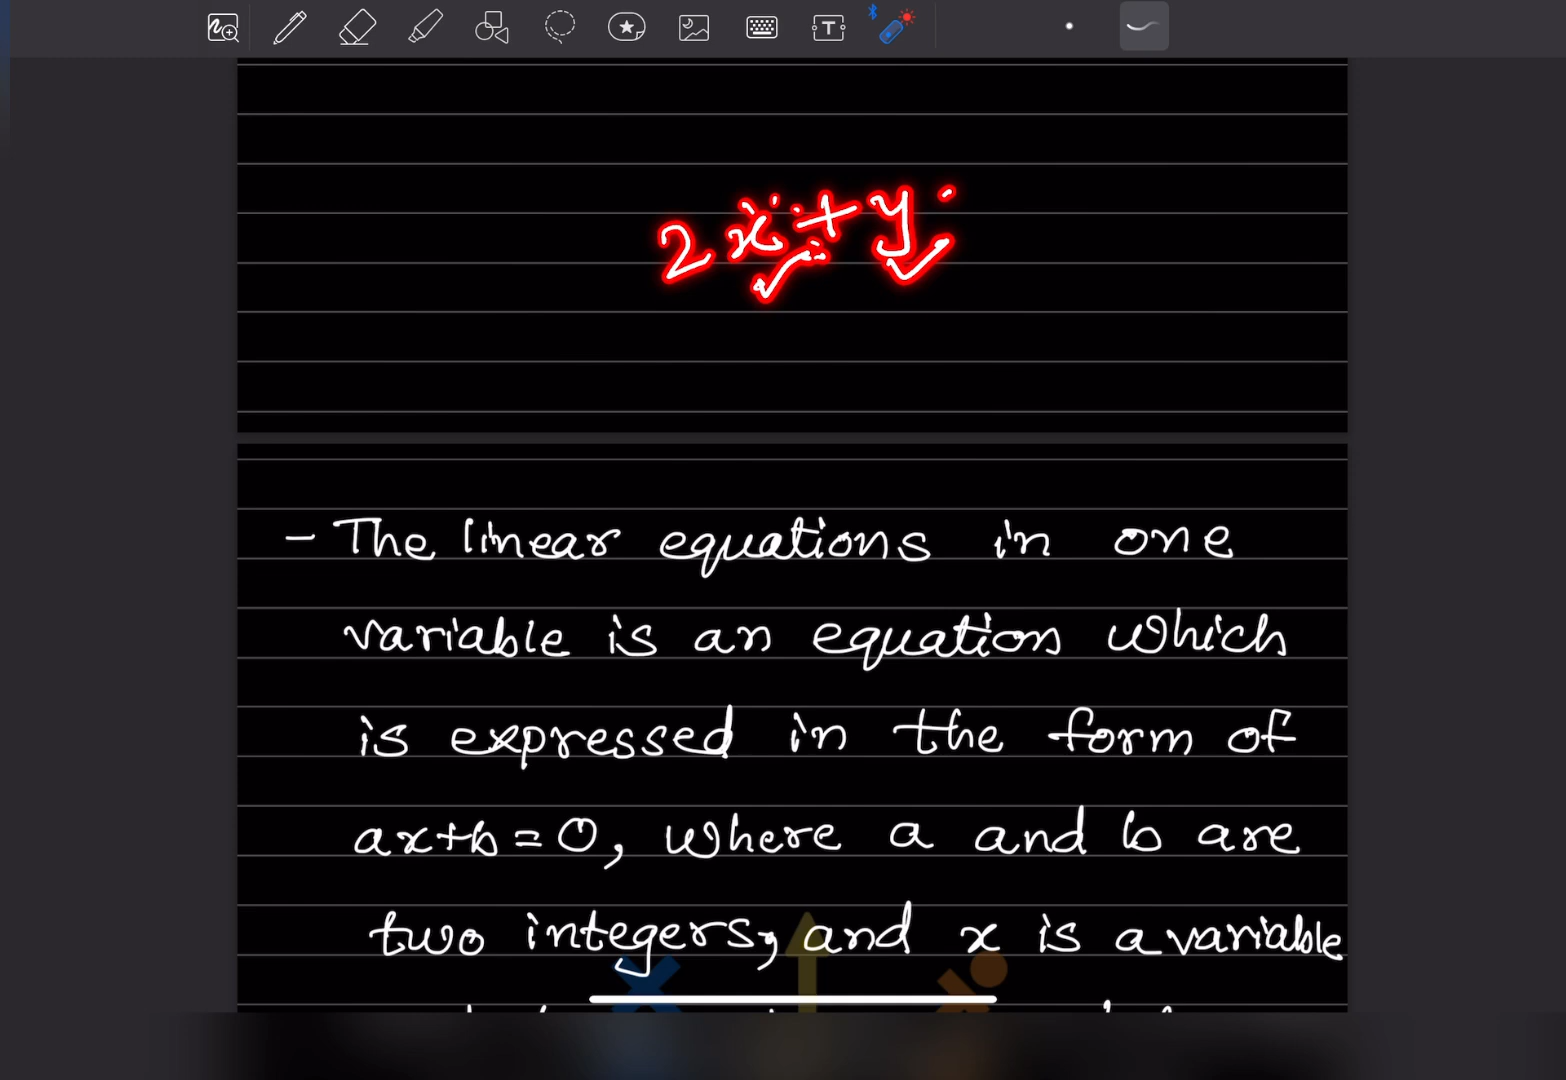 2x + y
- The linear equations in one
variable is an equation which
is expressed in the form of
ax+b=0, where a and b are
two integers, and x is a variable